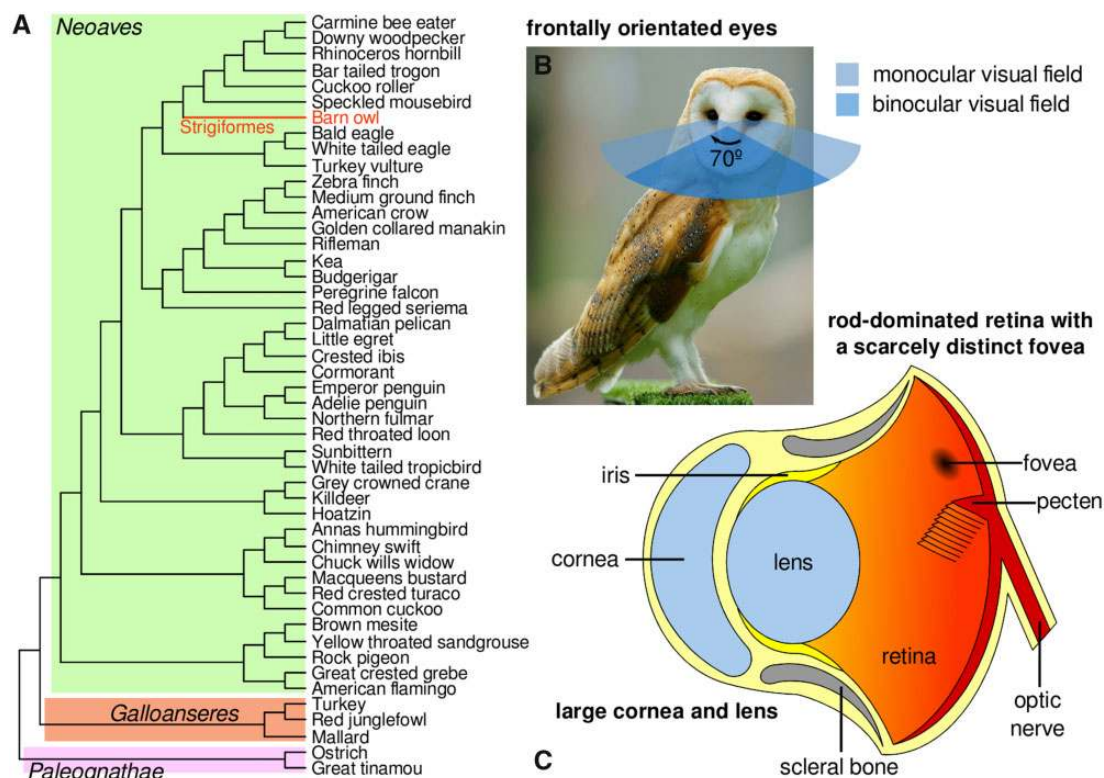 A
Neoaves
Carmine bee eater
Downy woodpecker
Rhinoceros hornbill
Bar tailed trogon
Cuckoo roller
Speckled mousebird
Barn owl
Strigiformes
Bald eagle
White tailed eagle
Turkey vulture
Zebra finch
Medium ground finch
American crow
Golden collared manakin
Rifleman
Kea
Budgerigar
Peregrine falcon
Red legged seriema
Dalmatian pelican
Little egret
Crested ibis
Cormorant
Emperor penguin
Adelie penguin
Northern fulmar
Red throated loon
Sunbittern
White tailed tropicbird
Grey crowned crane
Killdeer
Hoatzin
Annas hummingbird
Chimney swift
Chuck wills widow
Macqueens bustard
Red crested turaco
Common cuckoo
Brown mesite
Yellow throated sandgrouse
Rock pigeon
Great crested grebe
American flamingo
Galloanseres
Turkey
Red junglefowl
Mallard
Ostrich
Great tinamou
Paleognathae
frontally orientated eyes
B
monocular visual field
binocular visual field
70º
rod-dominated retina with
a scarcely distinct fovea
iris
fovea
pecten
cornea
lens
retina
optic
nerve
large cornea and lens
scleral bone
C